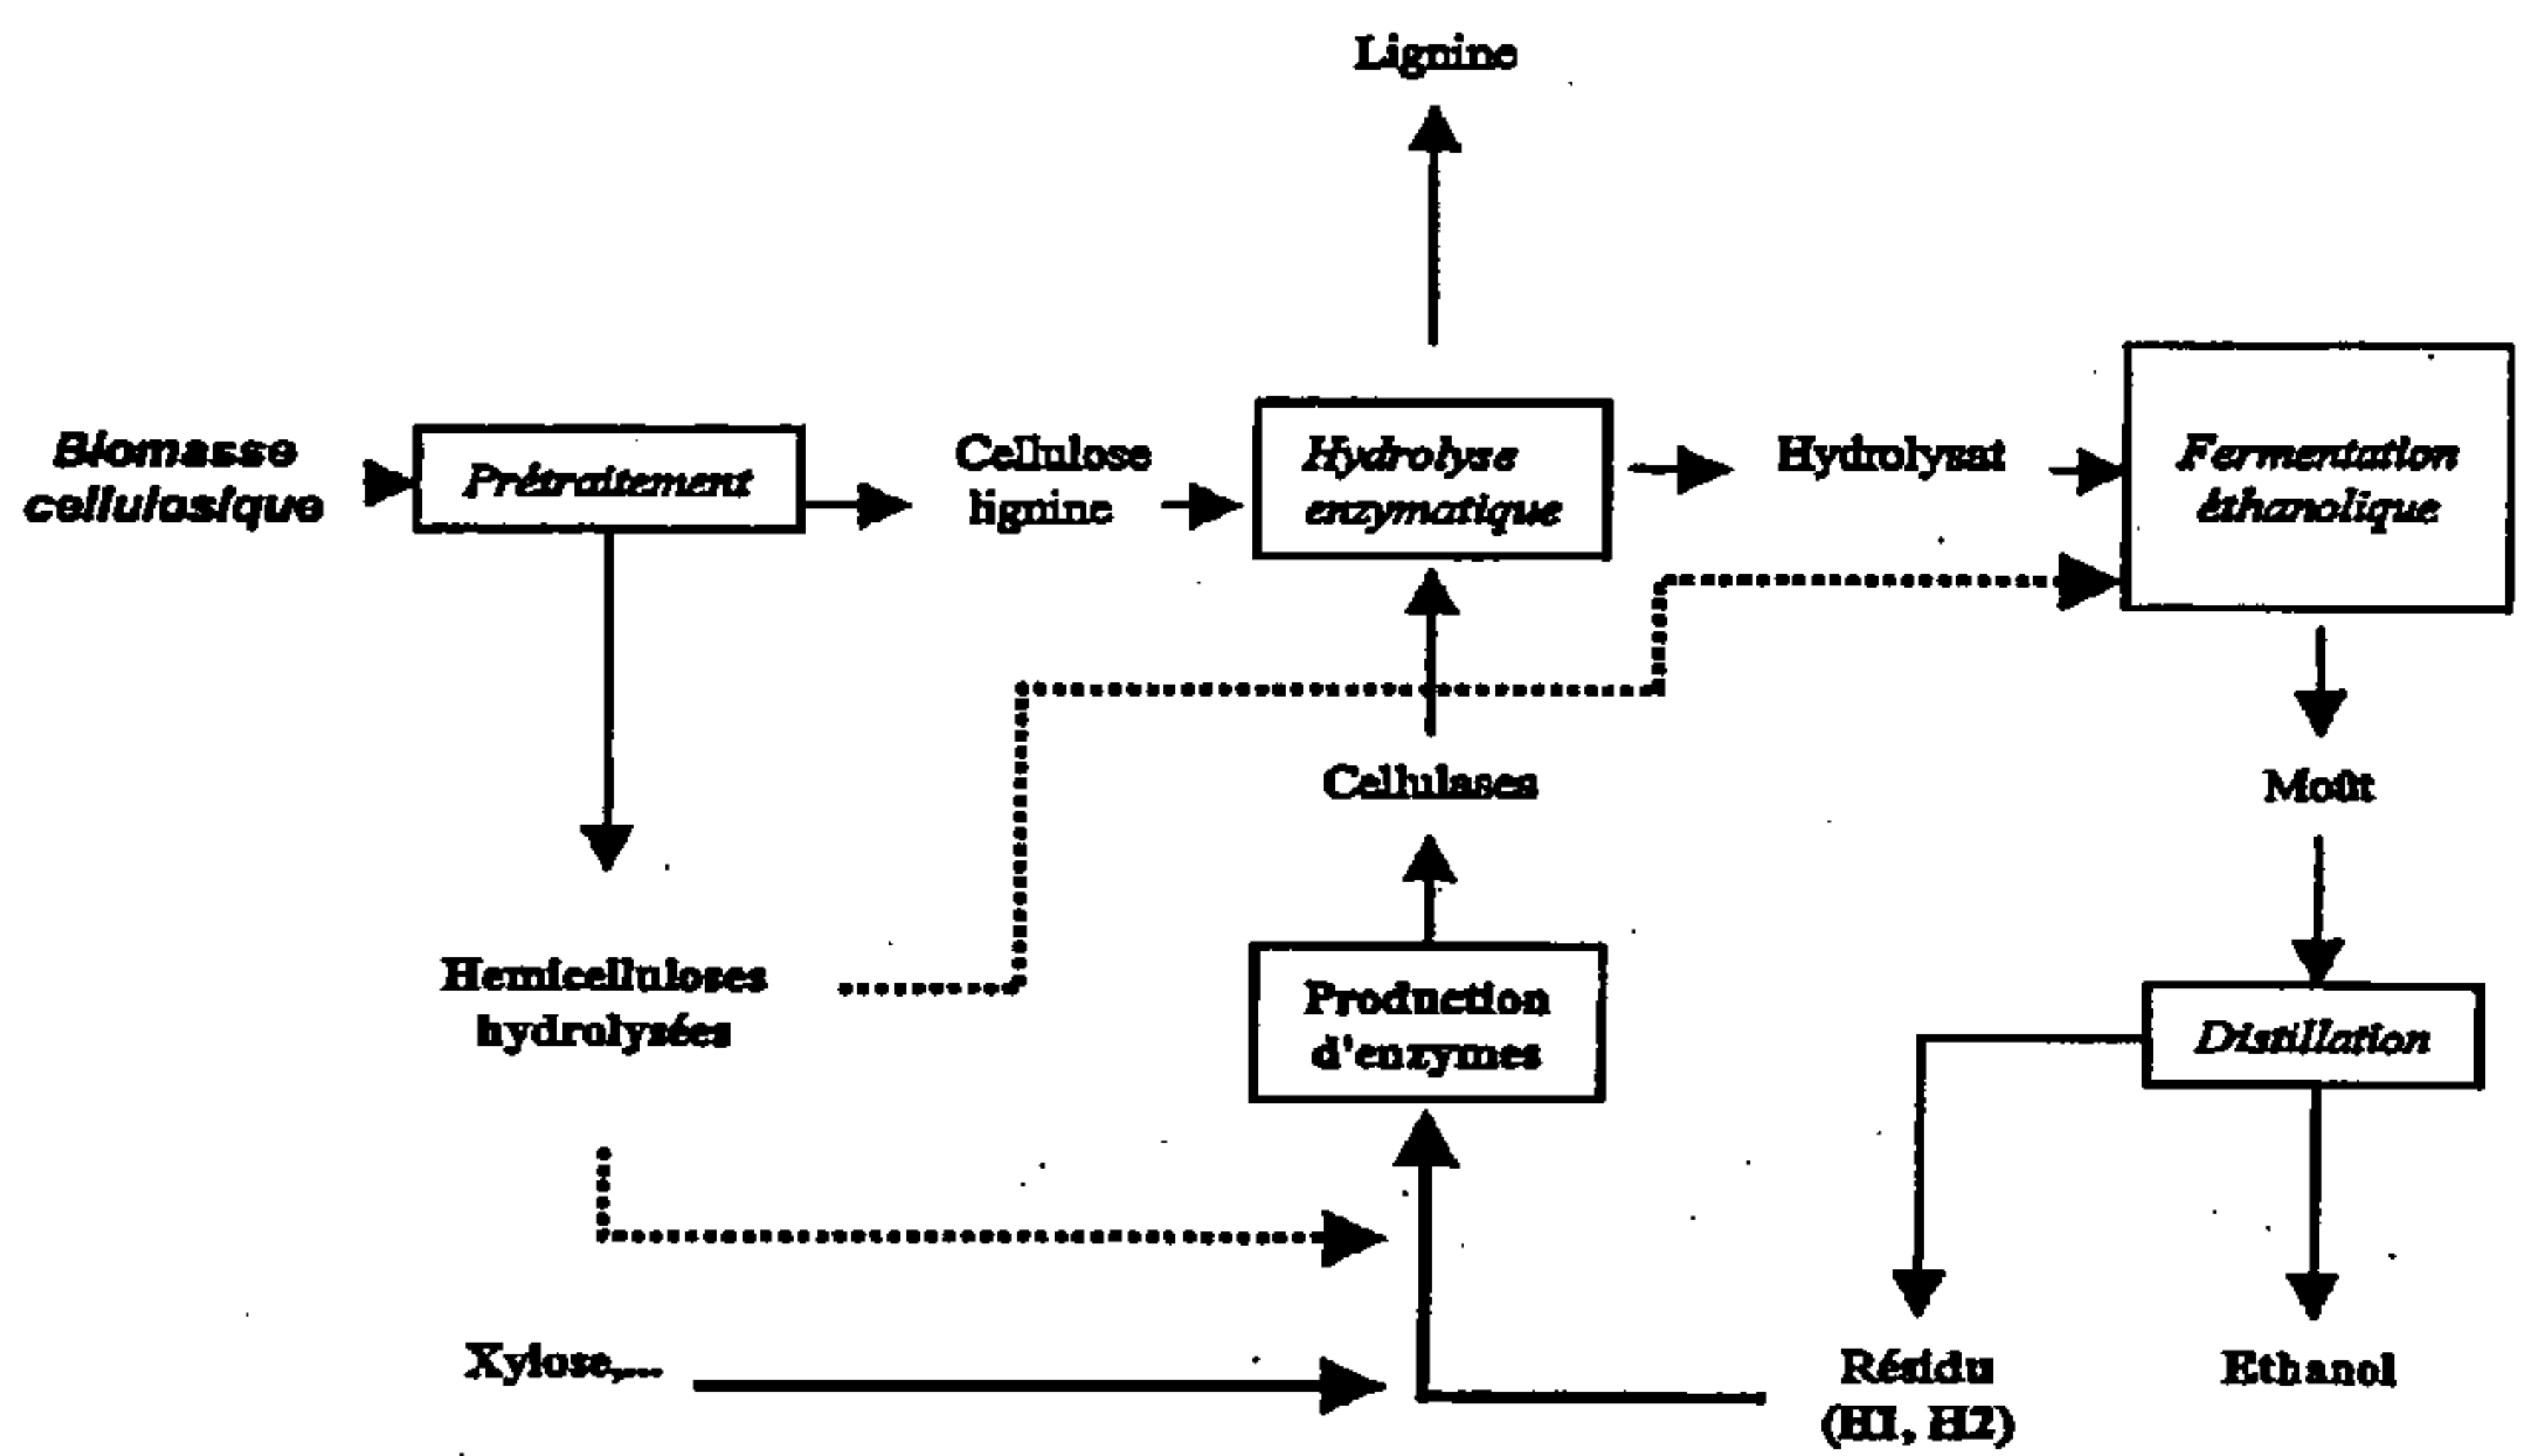 Lignine
Biomasse
cellulosique
Prétraitement
Cellulose
lignine
Hydrolyse
enzymatique
Hydrolysat
Fermentation
éthanolique
Cellulases
Moût
Hemicelluloses
hydrolysées
Production
d'enzymes
Distillation
Xylose,...
Résidu
(H1, H2)
Ethanol